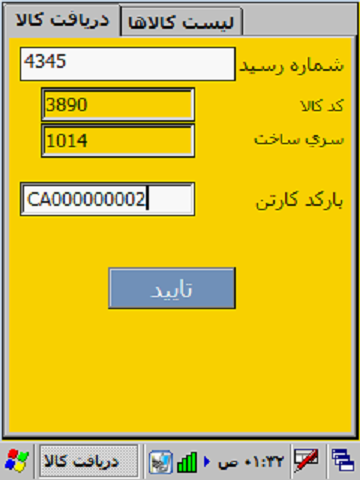 دریافت کالا لیست کالاها
شماره رسید 4345
کد کالا 3890
سري ساخت 1014
بارکد کارتن CA000000002
تایید
دریافت کالا ۰۱:۳۲ ص